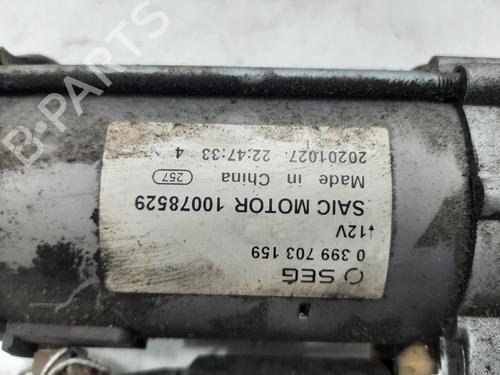 SEG
0 399 703 159
12V
SAIC MOTOR 10078529
Made in China 257
20201027 22:47:33 4
B-PARTS